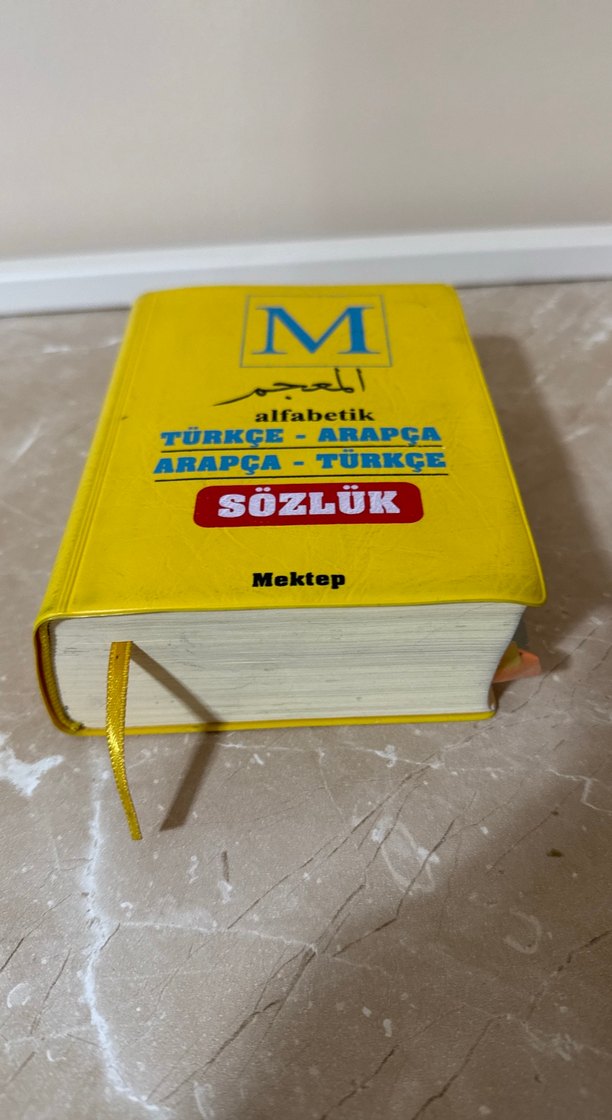 M
المعجم
alfabetik
TÜRKÇE - ARAPÇA
ARAPÇA - TÜRKÇE
SÖZLÜK
Mektep